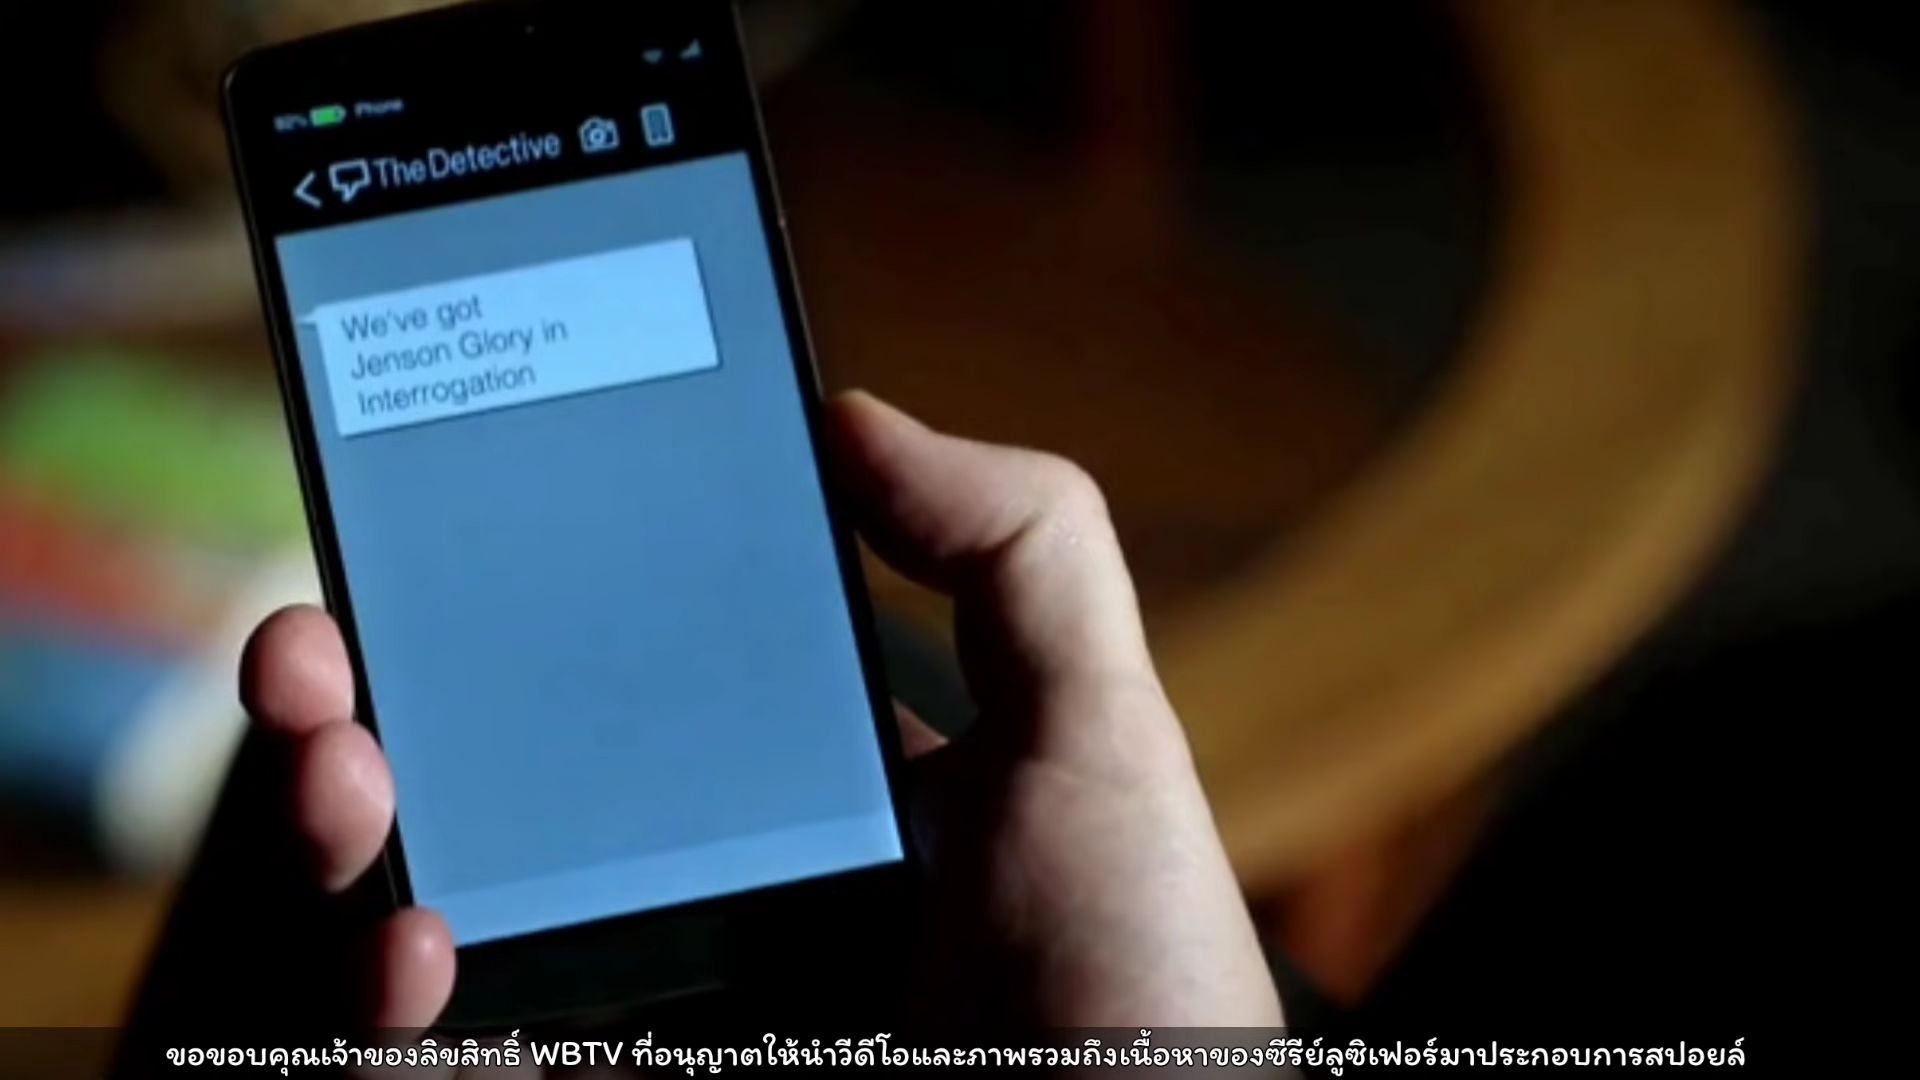 iPhone
The Detective
We've got
Jenson Glory in
Interrogation
ขอขอบคุณเจ้าของลิขสิทธิ์ WBTV ที่อนุญาตให้นำวีดีโอและภาพรวมถึงเนื้อหาของซีรีย์ลูซิเฟอร์มาประกอบการสปอยล์